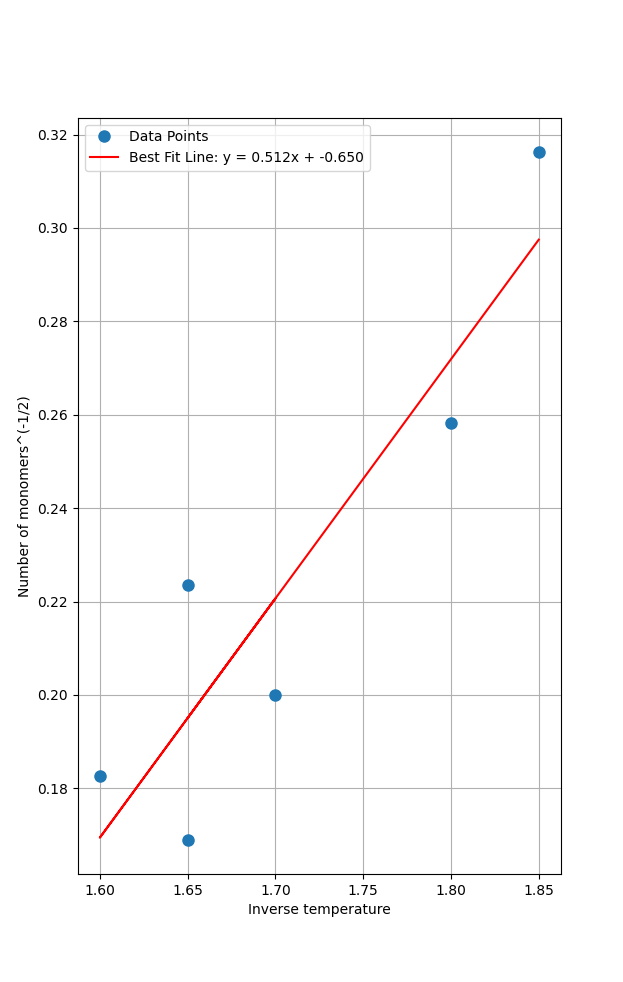 Data Points
Best Fit Line: y = 0.512x + -0.650
0.32
0.30
0.28
0.26
0.24
0.22
0.20
0.18
Number of monomers^(-1/2)
1.60 1.65 1.70 1.75 1.80 1.85
Inverse temperature